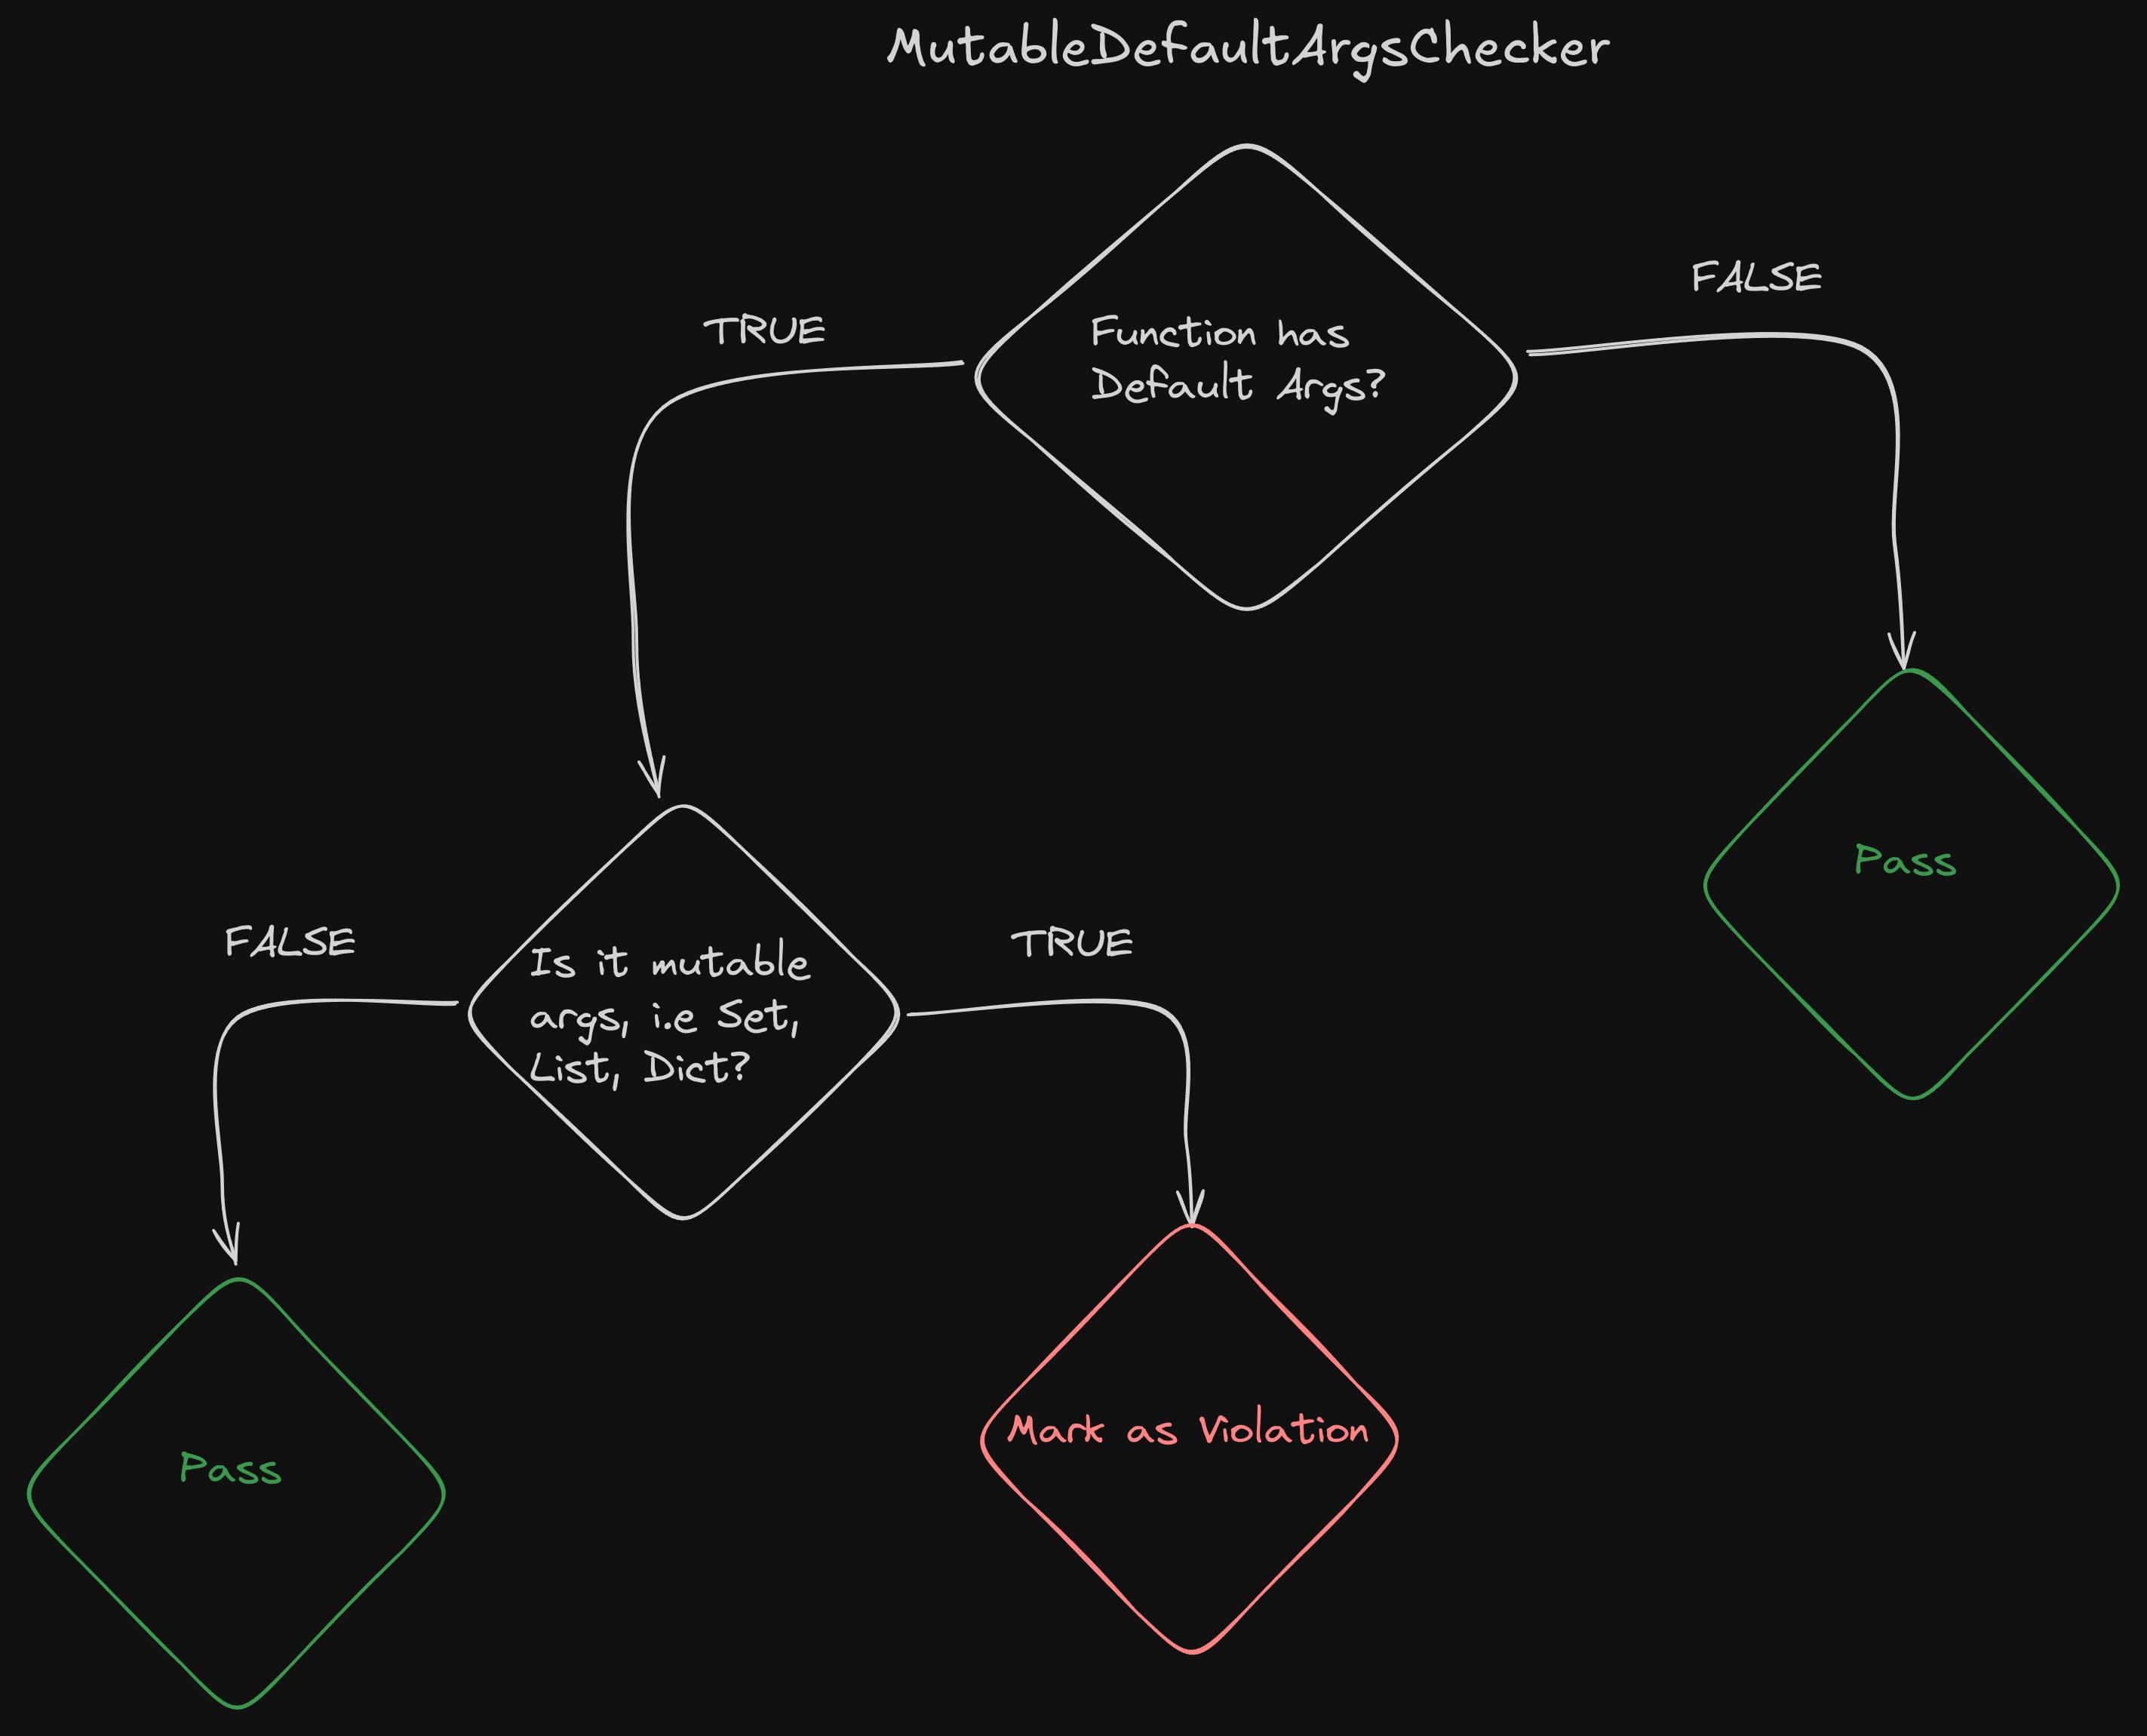 MutableDefaultArgsChecker
FALSE
TRUE
Function has
Default Args?
Pass
FALSE
TRUE
Is it mutable
args, i.e Set,
List, Dict?
Mark as Violation
Pass